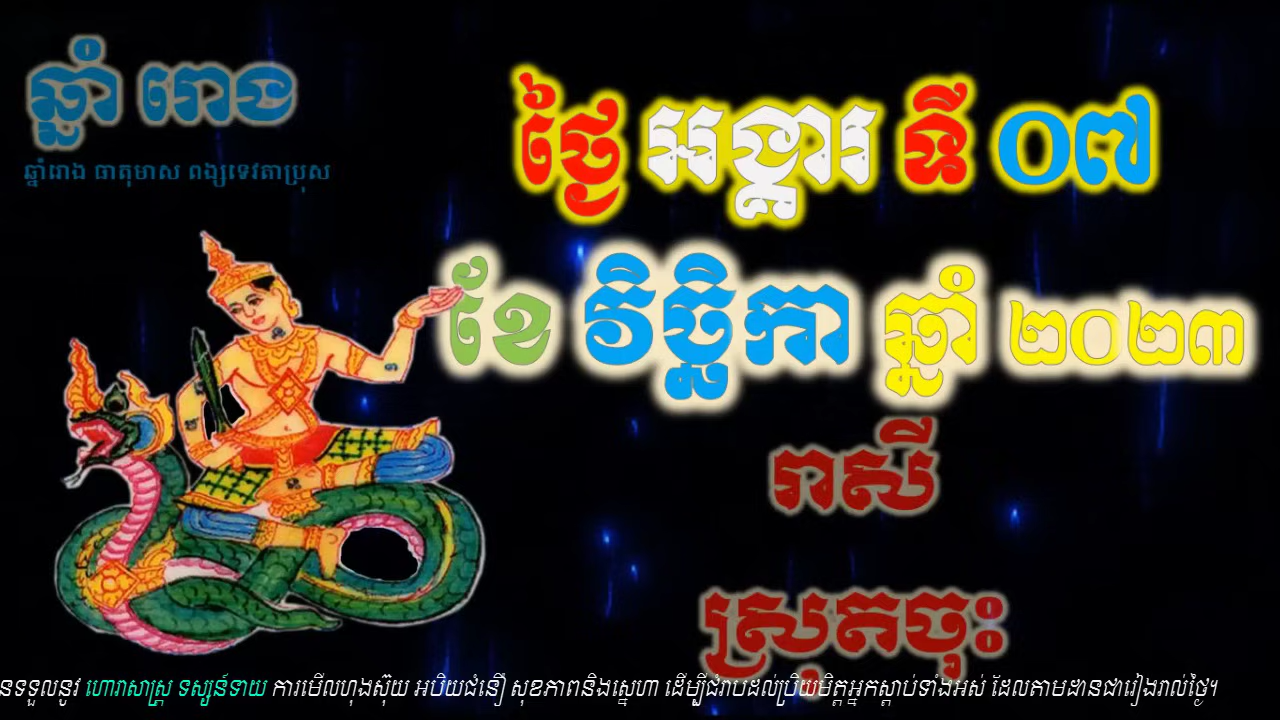 ឆ្នាំ រោង
ឆ្នាំរោង ធាតុមាស ពង្សទេវតាប្រុស
ថ្ងៃ អង្គារ ទី ០៧
ខែ វិច្ឆិកា ឆ្នាំ ២០២៣
រាសី
ស្រុតចុះ
នទទួលនូវ ហោរាសាស្ត្រ ទស្សន៍ទាយ ការមើលហុងស៊ុយ អបិយជំនឿ សុខភាពនិងស្នេហា ដើម្បីជំរាបដល់ប្រិយមិត្តអ្នកស្តាប់ទាំងអស់ ដែលតាមដានជារៀងរាល់ថ្ងៃ។